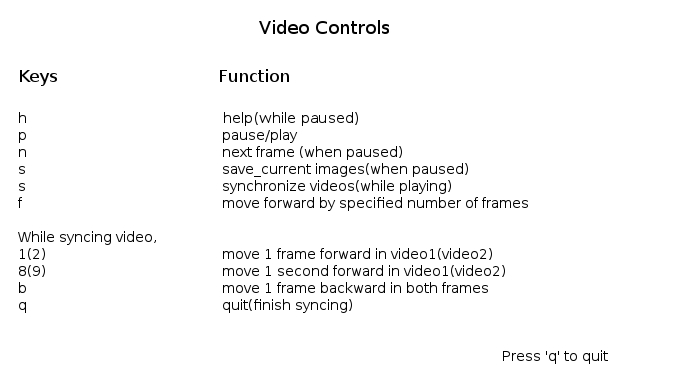 Video Controls
Keys Function
h help(while paused)
p pause/play
n next frame (when paused)
s save_current images(when paused)
s synchronize videos(while playing)
f move forward by specified number of frames
While syncing video,
1(2) move 1 frame forward in video1(video2)
8(9) move 1 second forward in video1(video2)
b move 1 frame backward in both frames
q quit(finish syncing)
Press 'q' to quit